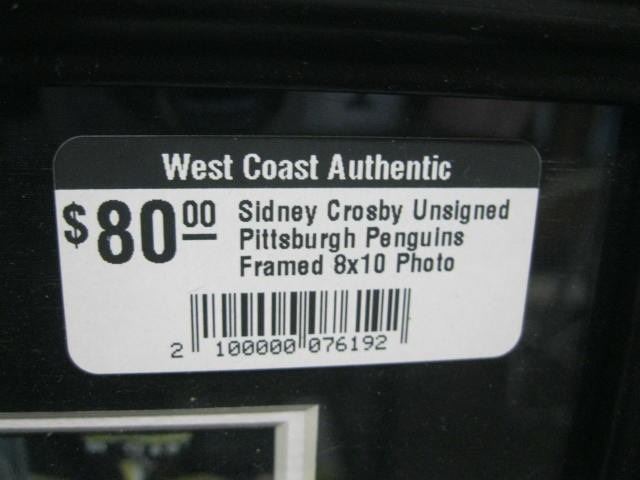 West Coast Authentic
$80.00 Sidney Crosby Unsigned
Pittsburgh Penguins
Framed 8x10 Photo
2 100000 076192